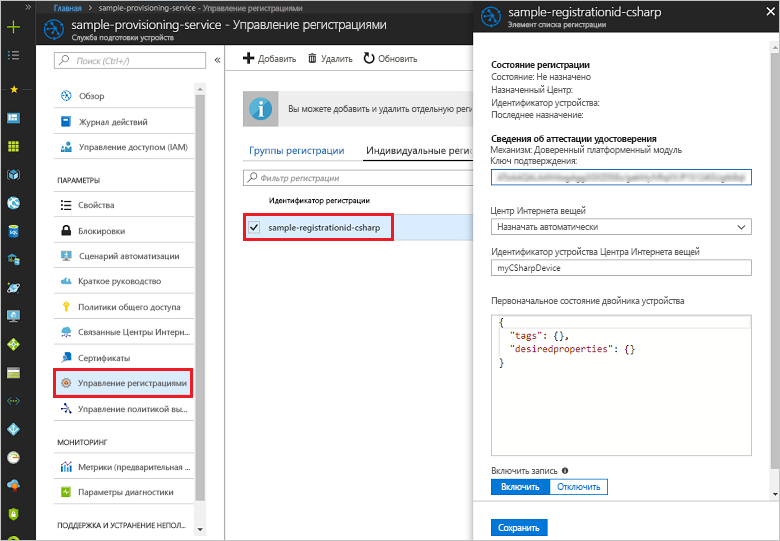 Главная > sample-provisioning-service - Управление регистрациями
sample-provisioning-service - Управление регистрациями
Служба подготовки устройств
Поиск (Ctrl+/)
Обзор
Журнал действий
Управление доступом (IAM)
ПАРАМЕТРЫ
Свойства
Блокировки
Сценарий автоматизации
Краткое руководство
Политики общего доступа
Связанные Центры Интерн...
Сертификаты
Управление регистрациями
Управление политикой вы...
МОНИТОРИНГ
Метрики (предварительная ...
Параметры диагностики
ПОДДЕРЖКА И УСТРАНЕНИЕ НЕПОЛ...
Добавить
Удалить
Обновить
Вы можете добавить и удалить отдельную реги
Группы регистрации
Индивидуальные реги
Фильтр регистрации
Идентификатор регистрации
sample-registrationid-csharp
sample-registrationid-csharp
Элемент списка регистрации
Состояние регистрации
Состояние: Не назначено
Назначенный Центр:
Идентификатор устройства:
Последнее назначение:
Сведения об аттестации удостоверения
Механизм: Доверенный платформенный модуль
Ключ подтверждения:
Центр Интернета вещей
Назначать автоматически
Идентификатор устройства Центра Интернета вещей
myCSharpDevice
Первоначальное состояние двойника устройства
{
"tags": {},
"desiredproperties": {}
}
Включить запись
Включить
Отключить
Сохранить